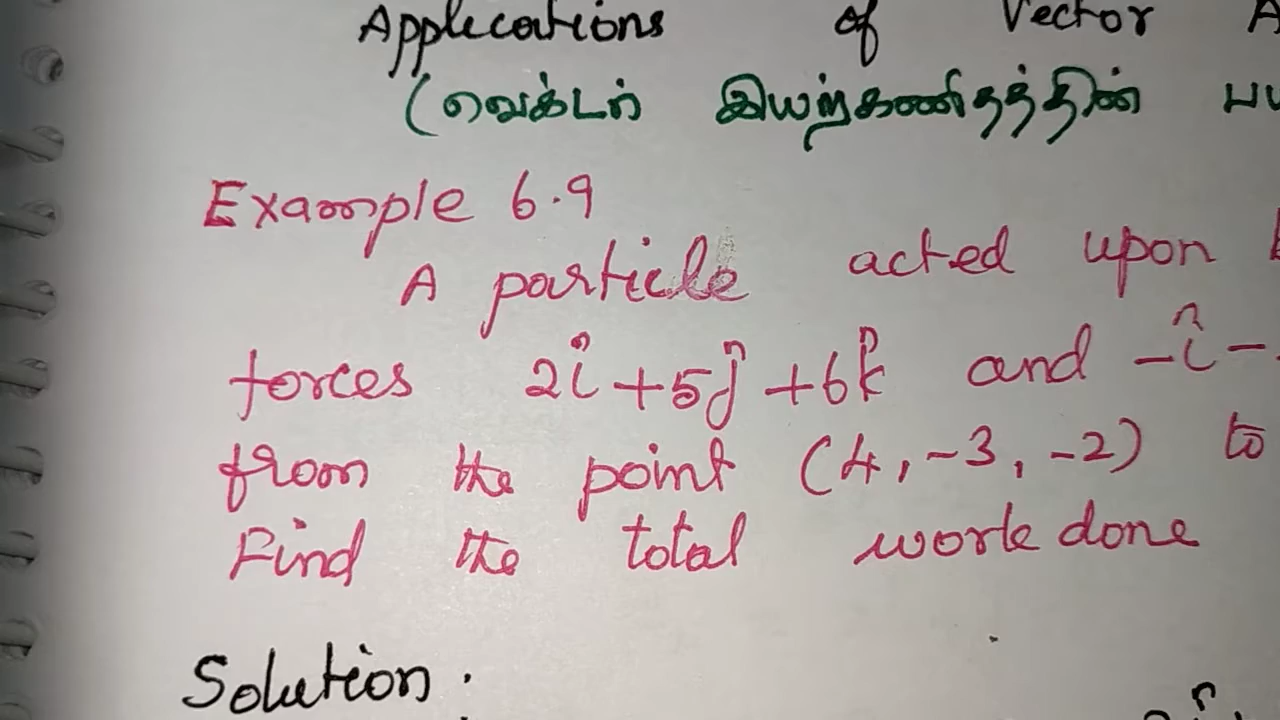 Applications of Vector A
(வெக்டர் இயற்கணிதத்தின்
Example 6.9
A particle acted upon
forces 2î + 5ĵ + 6k̂ and -î -
from the point (4, -3, -2) to
Find the total work done
Solution :